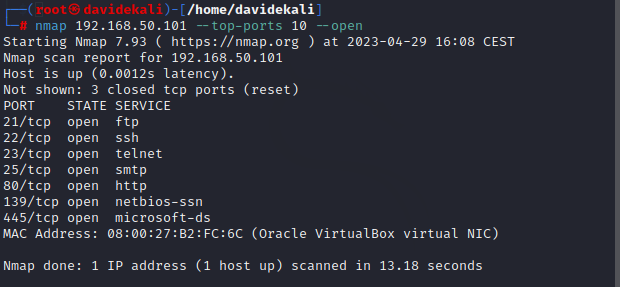 ┌──(root㉿davidekali)-[/home/davidekali]
└─# nmap 192.168.50.101 --top-ports 10 --open
Starting Nmap 7.93 ( https://nmap.org ) at 2023-04-29 16:08 CEST
Nmap scan report for 192.168.50.101
Host is up (0.0012s latency).
Not shown: 3 closed tcp ports (reset)
PORT    STATE SERVICE
21/tcp  open  ftp
22/tcp  open  ssh
23/tcp  open  telnet
25/tcp  open  smtp
80/tcp  open  http
139/tcp open  netbios-ssn
445/tcp open  microsoft-ds
MAC Address: 08:00:27:B2:FC:6C (Oracle VirtualBox virtual NIC)
Nmap done: 1 IP address (1 host up) scanned in 13.18 seconds